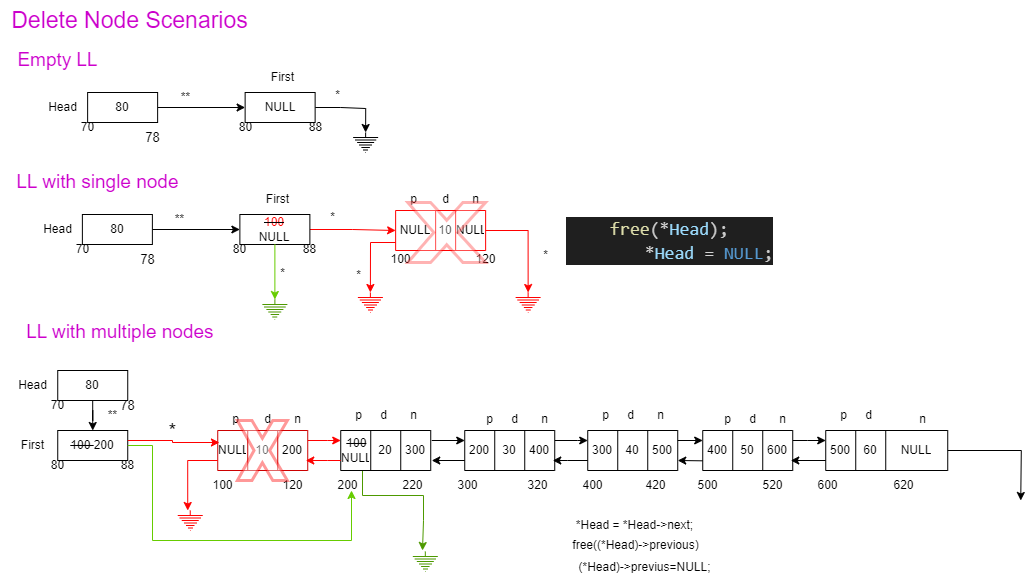 Delete Node Scenarios
Empty LL
First
Head 80 ** NULL *
70 78 80 88
LL with single node
First p d n
Head 80 ** 100 * NULL 10 NULL
NULL
70 78 80 88 100 120
* * *
free(*Head);
*Head = NULL;
LL with multiple nodes
Head 80
70 ** 78
p d n p d n p d n p d n p d n p d n
First 100 200 * NULL 10 200 100 20 300 200 30 400 300 40 500 400 50 600 500 60 NULL
NULL
80 88 100 120 200 220 300 320 400 420 500 520 600 620
*Head = *Head->next;
free((*Head)->previous)
(*Head)->previus=NULL;